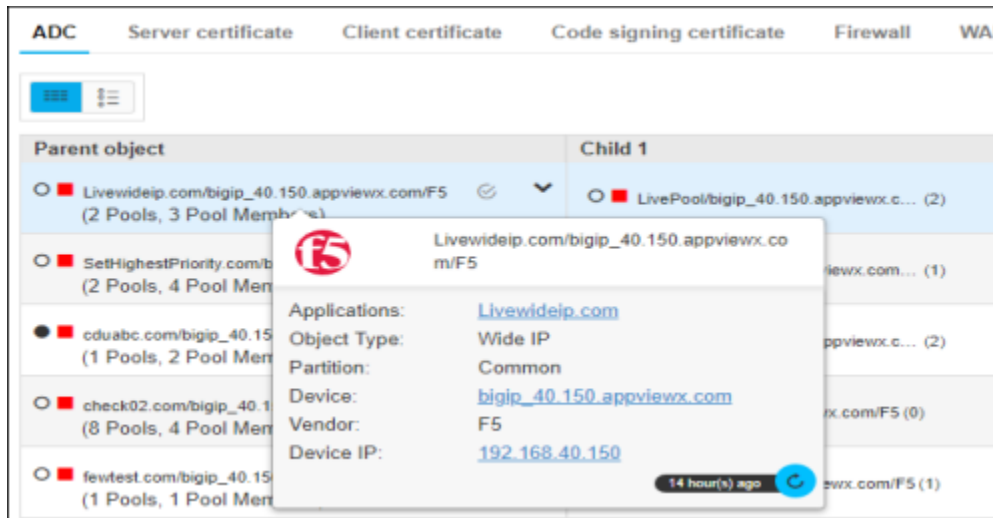 ADC Server certificate Client certificate Code signing certificate Firewall WA
Parent object Child 1
Livewideip.com/bigip_40.150.appviewx.com/F5 LivePool/bigip_40.150.appviewx.c... (2)
(2 Pools, 3 Pool Members)
f5 Livewideip.com/bigip_40.150.appviewx.co
m/F5
SetHighestPriority.com/b iewx.com... (1)
(2 Pools, 4 Pool Mem
Applications: Livewideip.com
Object Type: Wide IP
Partition: Common
Device: bigip_40.150.appviewx.com
Vendor: F5
Device IP: 192.168.40.150
14 hour(s) ago
cduabc.com/bigip_40.15 ppviewx.c... (2)
(1 Pools, 2 Pool Mem
check02.com/bigip_40.1 x.com/F5 (0)
(8 Pools, 4 Pool Mem
fewtest.com/bigip_40.15 ewx.com/F5 (1)
(1 Pools, 1 Pool Mem